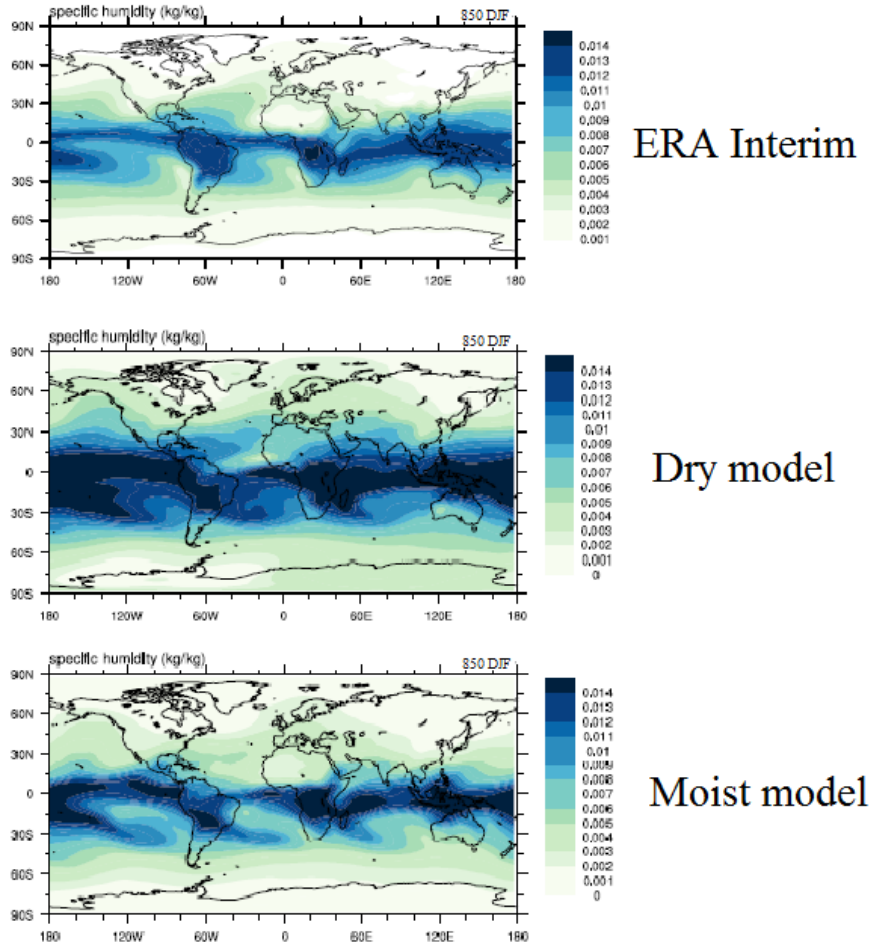 specific humidity (kg/kg) 850 DJF
90N
60N
30N
0
30S
60S
90S
180 120W 60W 0 60E 120E 180
0.014
0.013
0.012
0.011
0.01
0.009
0.008
0.007
0.006
0.005
0.004
0.003
0.002
0.001
ERA Interim
specific humidity (kg/kg) 850 DJF
90N
60N
30N
0
30S
60S
90S
180 120W 60W 0 60E 120E 180
0.014
0.013
0.012
0.011
0.01
0.009
0.008
0.007
0.006
0.005
0.004
0.003
0.002
0.001
0
Dry model
specific humidity (kg/kg) 850 DJF
90N
60N
30N
0
30S
60S
90S
180 120W 60W 0 60E 120E 180
0.014
0.013
0.012
0.011
0.01
0.009
0.008
0.007
0.006
0.005
0.004
0.003
0.002
0.001
0
Moist model